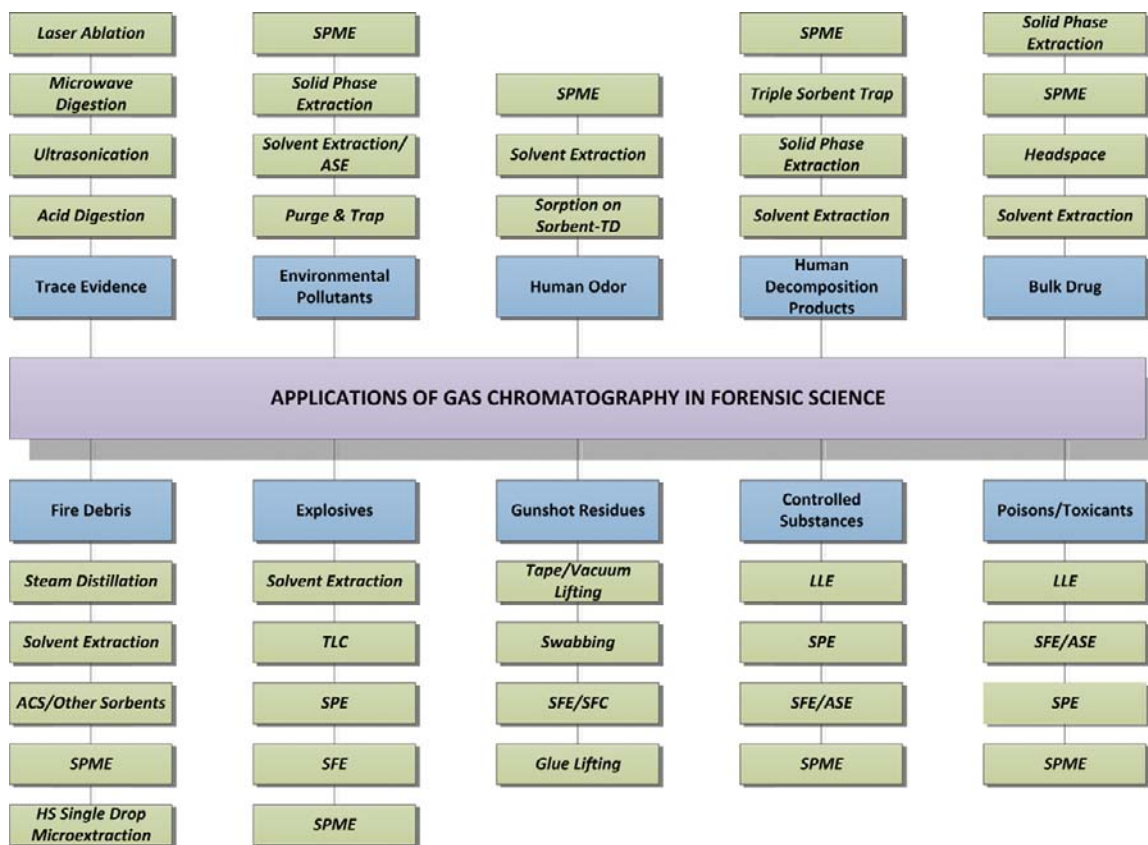 Laser Ablation
Microwave
Digestion
Ultrasonication
Acid Digestion
Trace Evidence
SPME
Solid Phase
Extraction
Solvent Extraction/
ASE
Purge & Trap
Environmental
Pollutants
SPME
Solvent Extraction
Sorption on
Sorbent-TD
Human Odor
SPME
Triple Sorbent Trap
Solid Phase
Extraction
Solvent Extraction
Human
Decomposition
Products
Solid Phase
Extraction
SPME
Headspace
Solvent Extraction
Bulk Drug
APPLICATIONS OF GAS CHROMATOGRAPHY IN FORENSIC SCIENCE
Fire Debris
Steam Distillation
Solvent Extraction
ACS/Other Sorbents
SPME
HS Single Drop
Microextraction
Explosives
Solvent Extraction
TLC
SPE
SFE
SPME
Gunshot Residues
Tape/Vacuum
Lifting
Swabbing
SFE/SFC
Glue Lifting
Controlled
Substances
LLE
SPE
SFE/ASE
SPME
Poisons/Toxicants
LLE
SFE/ASE
SPE
SPME